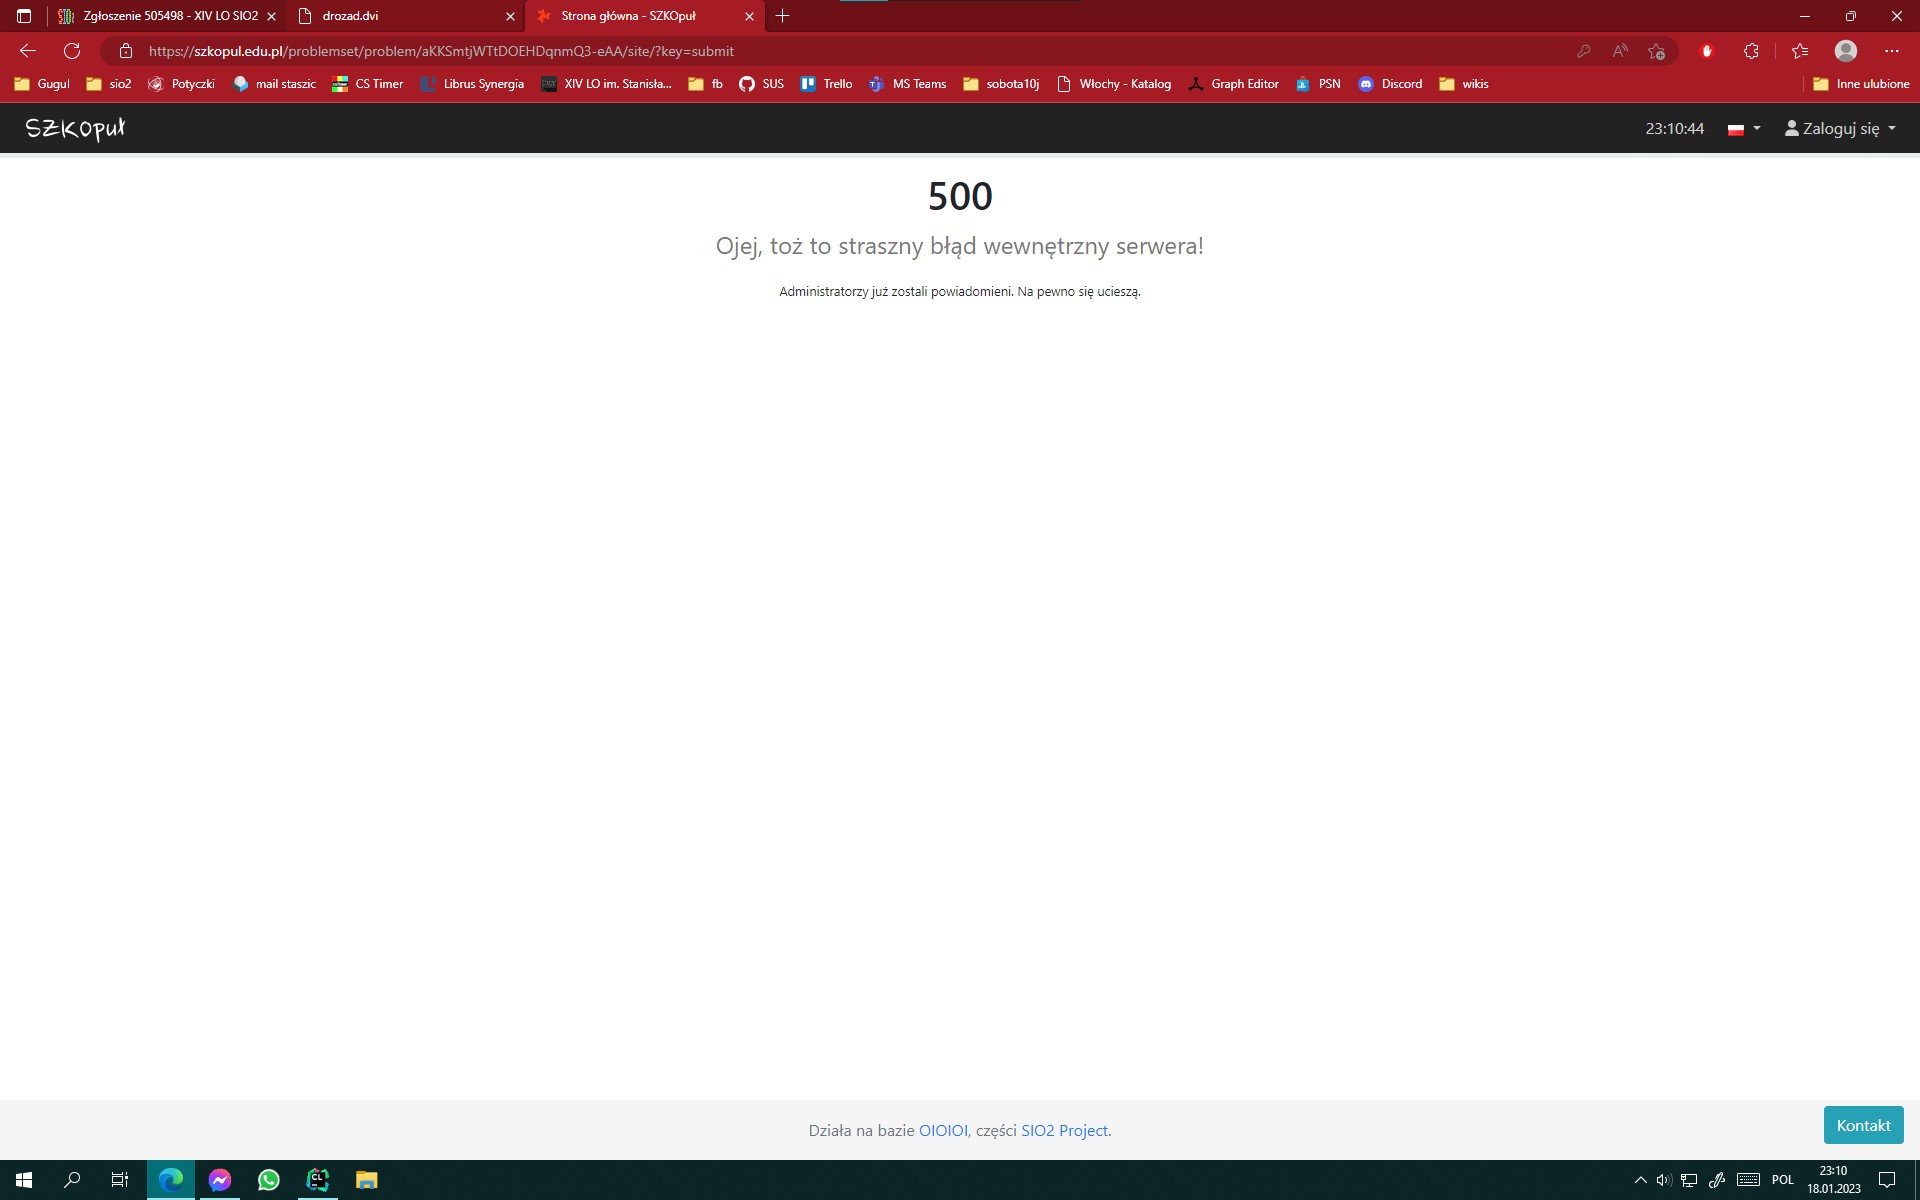 Zgłoszenie 505498 - XIV LO SIO2
drozad.dvi
Strona główna - SZKOpuł
https://szkopul.edu.pl/problemset/problem/aKKSmtjWTtDOEHDqnmQ3-eAA/site/?key=submit
Gugul
sio2
Potyczki
mail staszic
CS Timer
Librus Synergia
XIV LO im. Stanisła...
fb
SUS
Trello
MS Teams
sobota10j
Włochy - Katalog
Graph Editor
PSN
Discord
wikis
Inne ulubione
SZKOpuł
23:10:44
Zaloguj się
500
Ojej, toż to straszny błąd wewnętrzny serwera!
Administratorzy już zostali powiadomieni. Na pewno się ucieszą.
Działa na bazie OIOIOI, części SIO2 Project.
Kontakt
CL
POL
23:10
18.01.2023